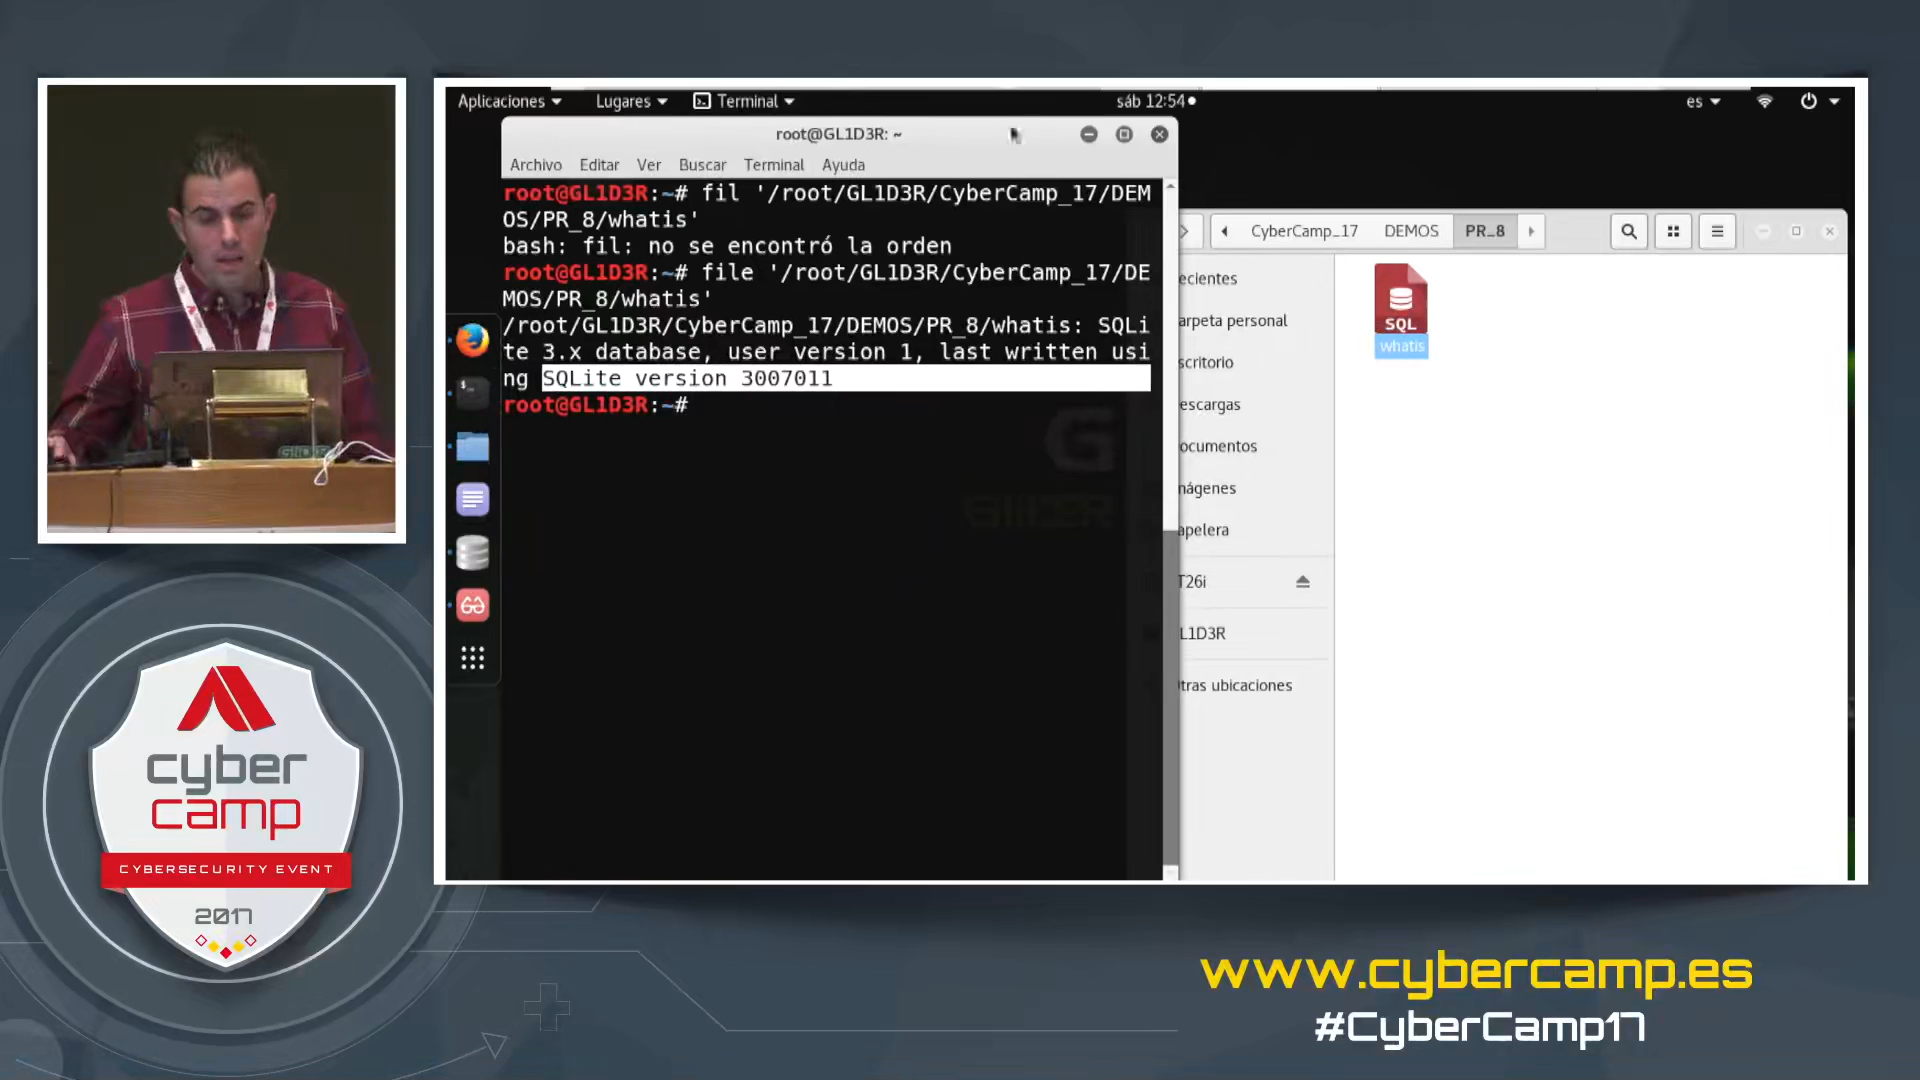 Aplicaciones
Lugares
Terminal
sáb 12:54
es
root@GL1D3R: ~
Archivo Editar Ver Buscar Terminal Ayuda
root@GL1D3R:~# fil '/root/GL1D3R/CyberCamp_17/DEM
OS/PR_8/whatis'
bash: fil: no se encontró la orden
root@GL1D3R:~# file '/root/GL1D3R/CyberCamp_17/DE
MOS/PR_8/whatis'
/root/GL1D3R/CyberCamp_17/DEMOS/PR_8/whatis: SQLi
te 3.x database, user version 1, last written usi
ng SQLite version 3007011
root@GL1D3R:~#
CyberCamp_17 DEMOS PR_8
ecientes
arpeta personal
scritorio
escargas
ocumentos
mágenes
apelera
T26i
L1D3R
tras ubicaciones
SQL
whatis
cyber
camp
CYBERSECURITY EVENT
2017
www.cybercamp.es
#CyberCamp17